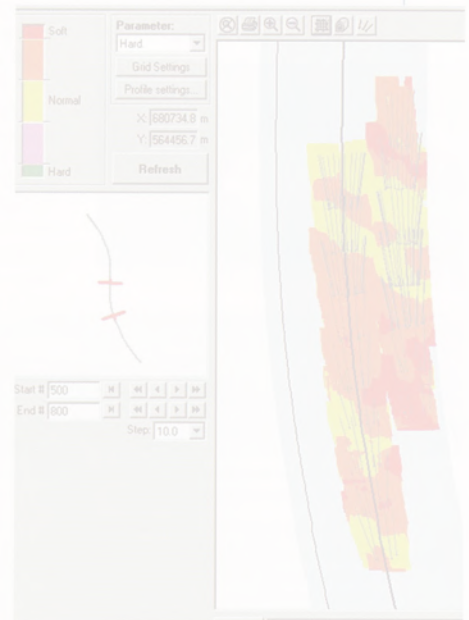 Soft
Normal
Hard
Parameter:
Hard
Grid Settings
Profile settings...
X: 680734.8 m
Y: 564456.7 m
Refresh
Start # 500
End # 800
Step: 10.0